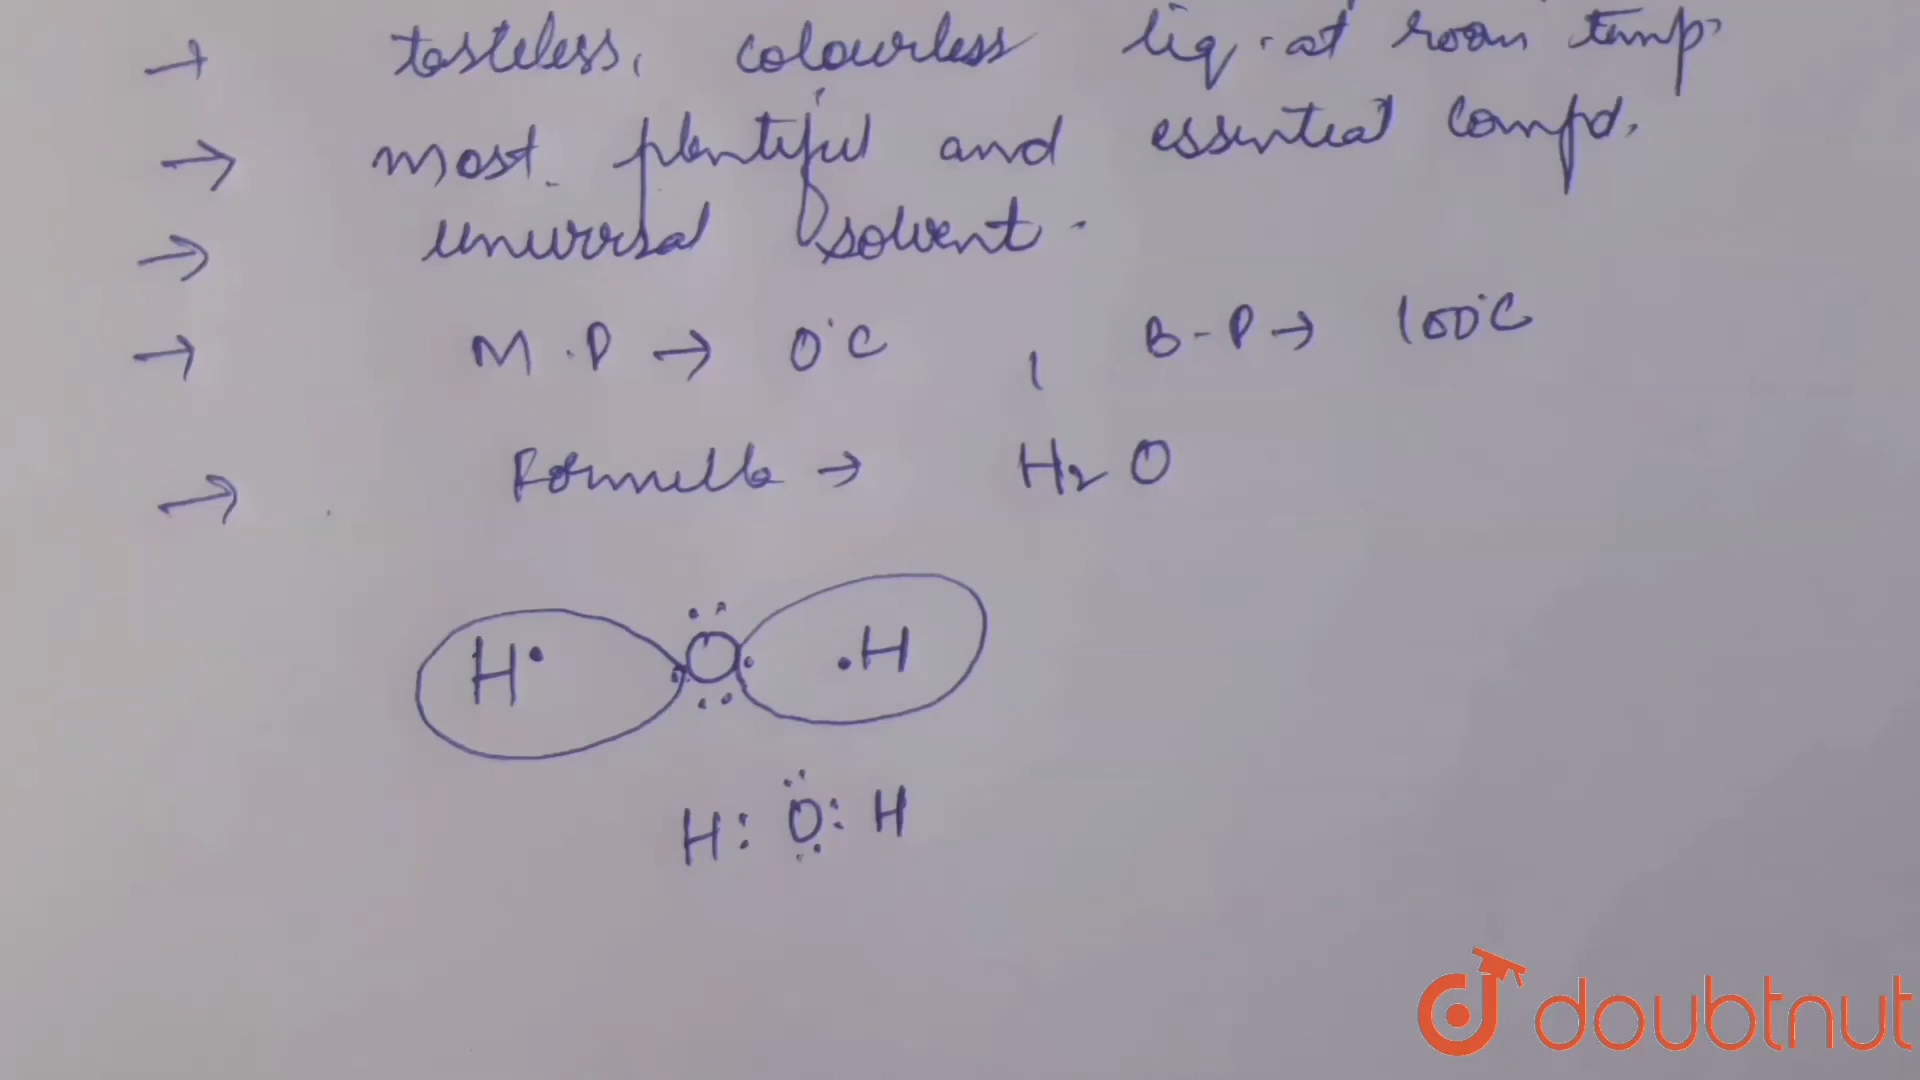 → tasteless, colourless liq. at room temp.
→ most plentiful and essential compd.
→ universal solvent.
→ M.P → 0°C , B-P → 100°C
→ Formula → H₂O
H· :Ö: ·H
H : Ö : H
doubtnut